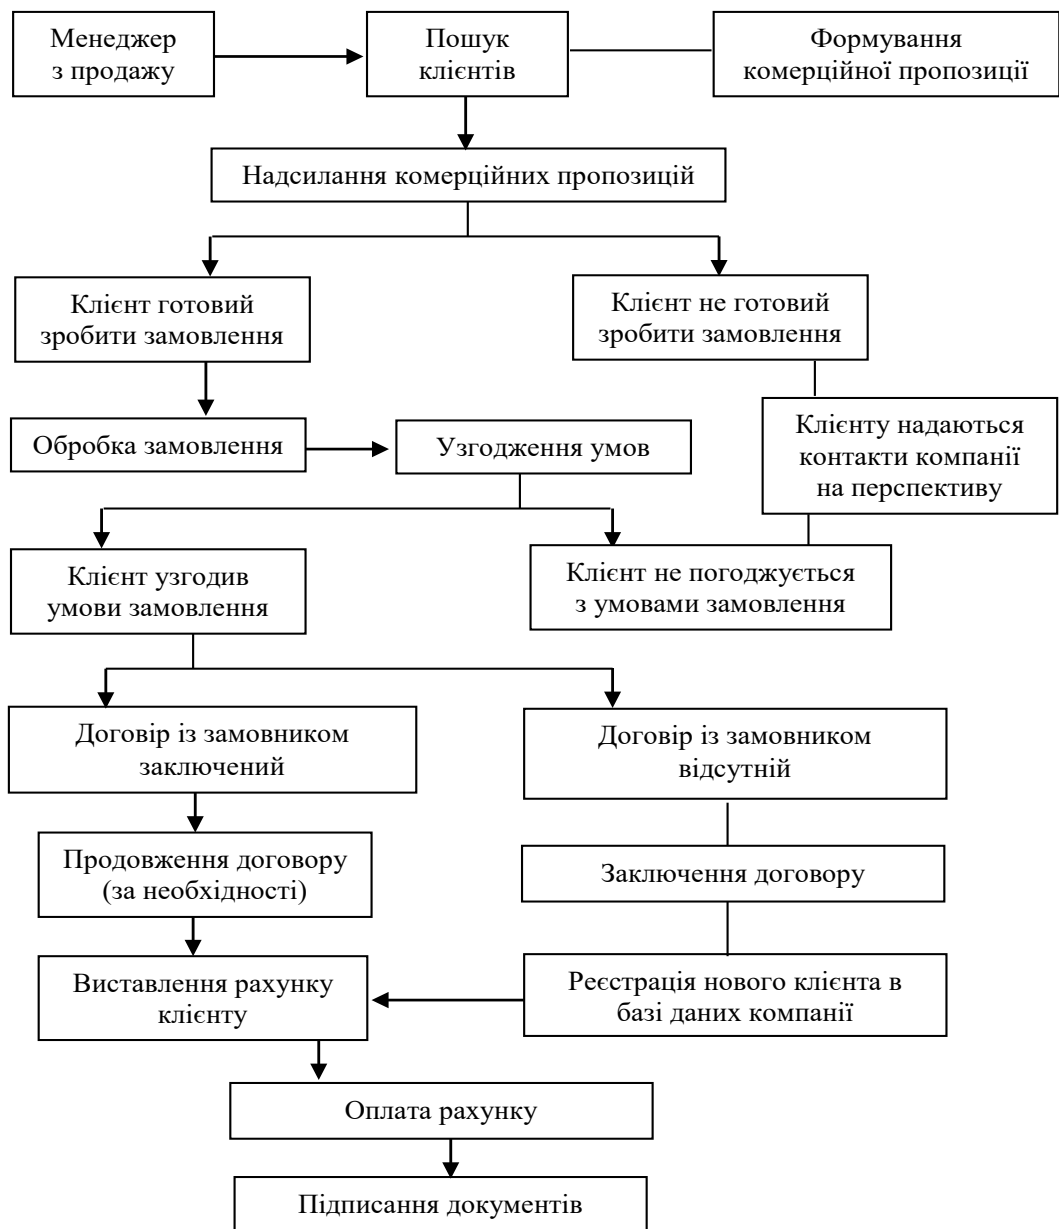 Менеджер
з продажу
Пошук
клієнтів
Формування
комерційної пропозиції
Надсилання комерційних пропозицій
Клієнт готовий
зробити замовлення
Клієнт не готовий
зробити замовлення
Обробка замовлення
Узгодження умов
Клієнту надаються
контакти компанії
на перспективу
Клієнт узгодив
умови замовлення
Клієнт не погоджується
з умовами замовлення
Договір із замовником
заключений
Договір із замовником
відсутній
Продовження договору
(за необхідності)
Заключення договору
Виставлення рахунку
клієнту
Реєстрація нового клієнта в
базі даних компанії
Оплата рахунку
Підписання документів